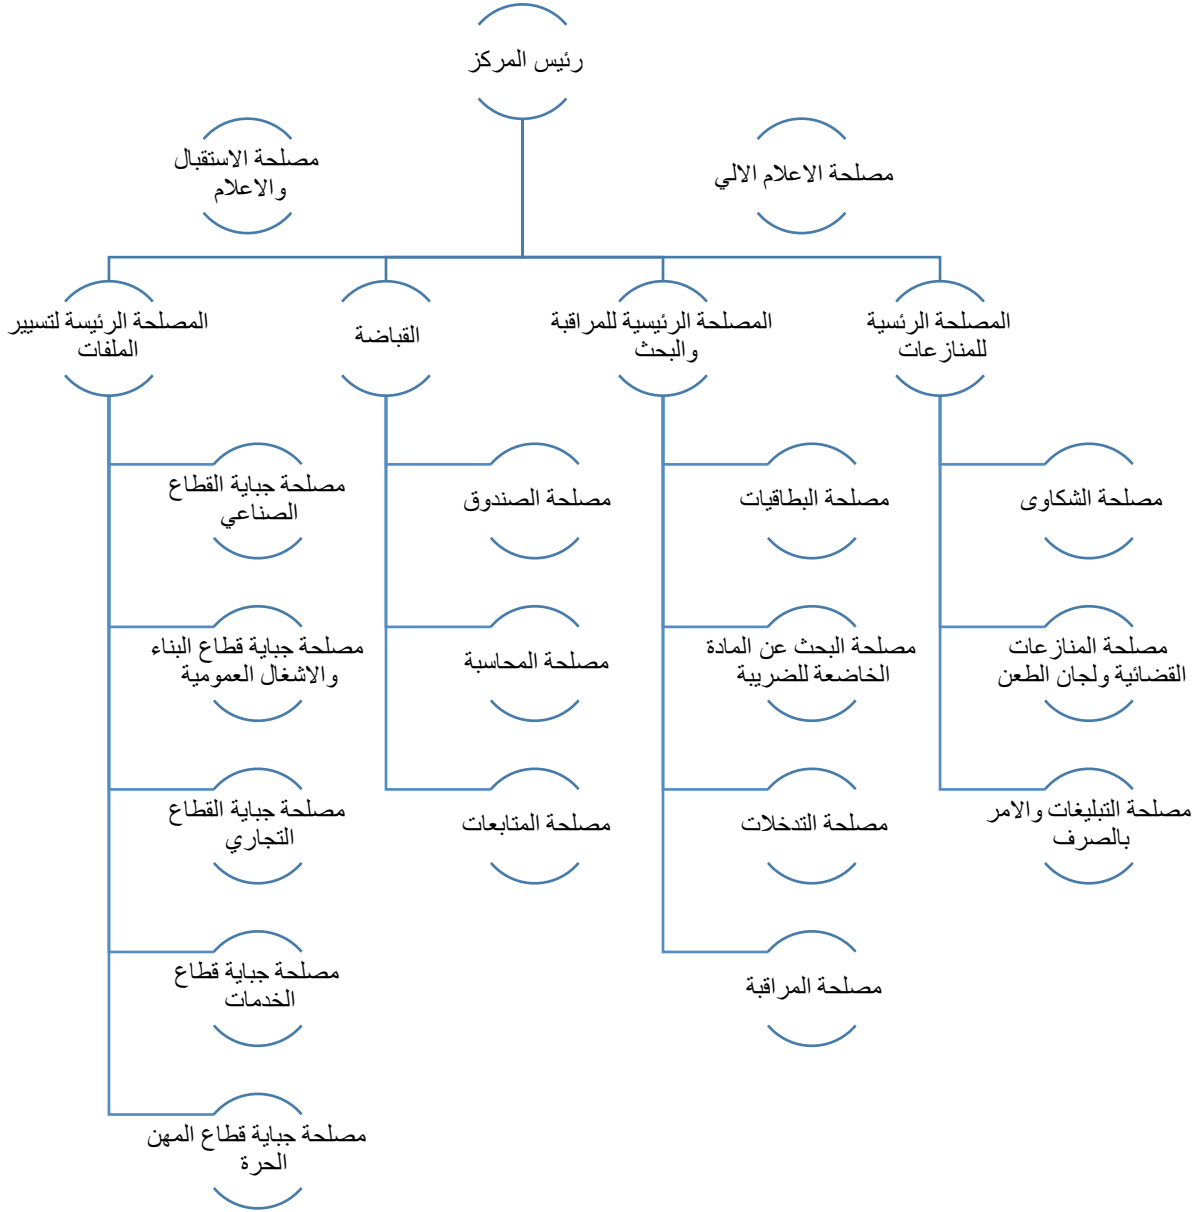 رئيس المركز
مصلحة الاعلام الالي
مصلحة الاستقبال
والاعلام
المصلحة الرئسية
للمنازعات
المصلحة الرئيسية للمراقبة
والبحث
القباضة
المصلحة الرئيسة لتسيير
الملفات
مصلحة الشكاوى
مصلحة البطاقيات
مصلحة الصندوق
مصلحة جباية القطاع
الصناعي
مصلحة المنازعات
القضائية ولجان الطعن
مصلحة البحث عن المادة
الخاضعة للضريبة
مصلحة المحاسبة
مصلحة جباية قطاع البناء
والاشغال العمومية
مصلحة التبليغات والامر
بالصرف
مصلحة التدخلات
مصلحة المتابعات
مصلحة جباية القطاع
التجاري
مصلحة المراقبة
مصلحة جباية قطاع
الخدمات
مصلحة جباية قطاع المهن
الحرة